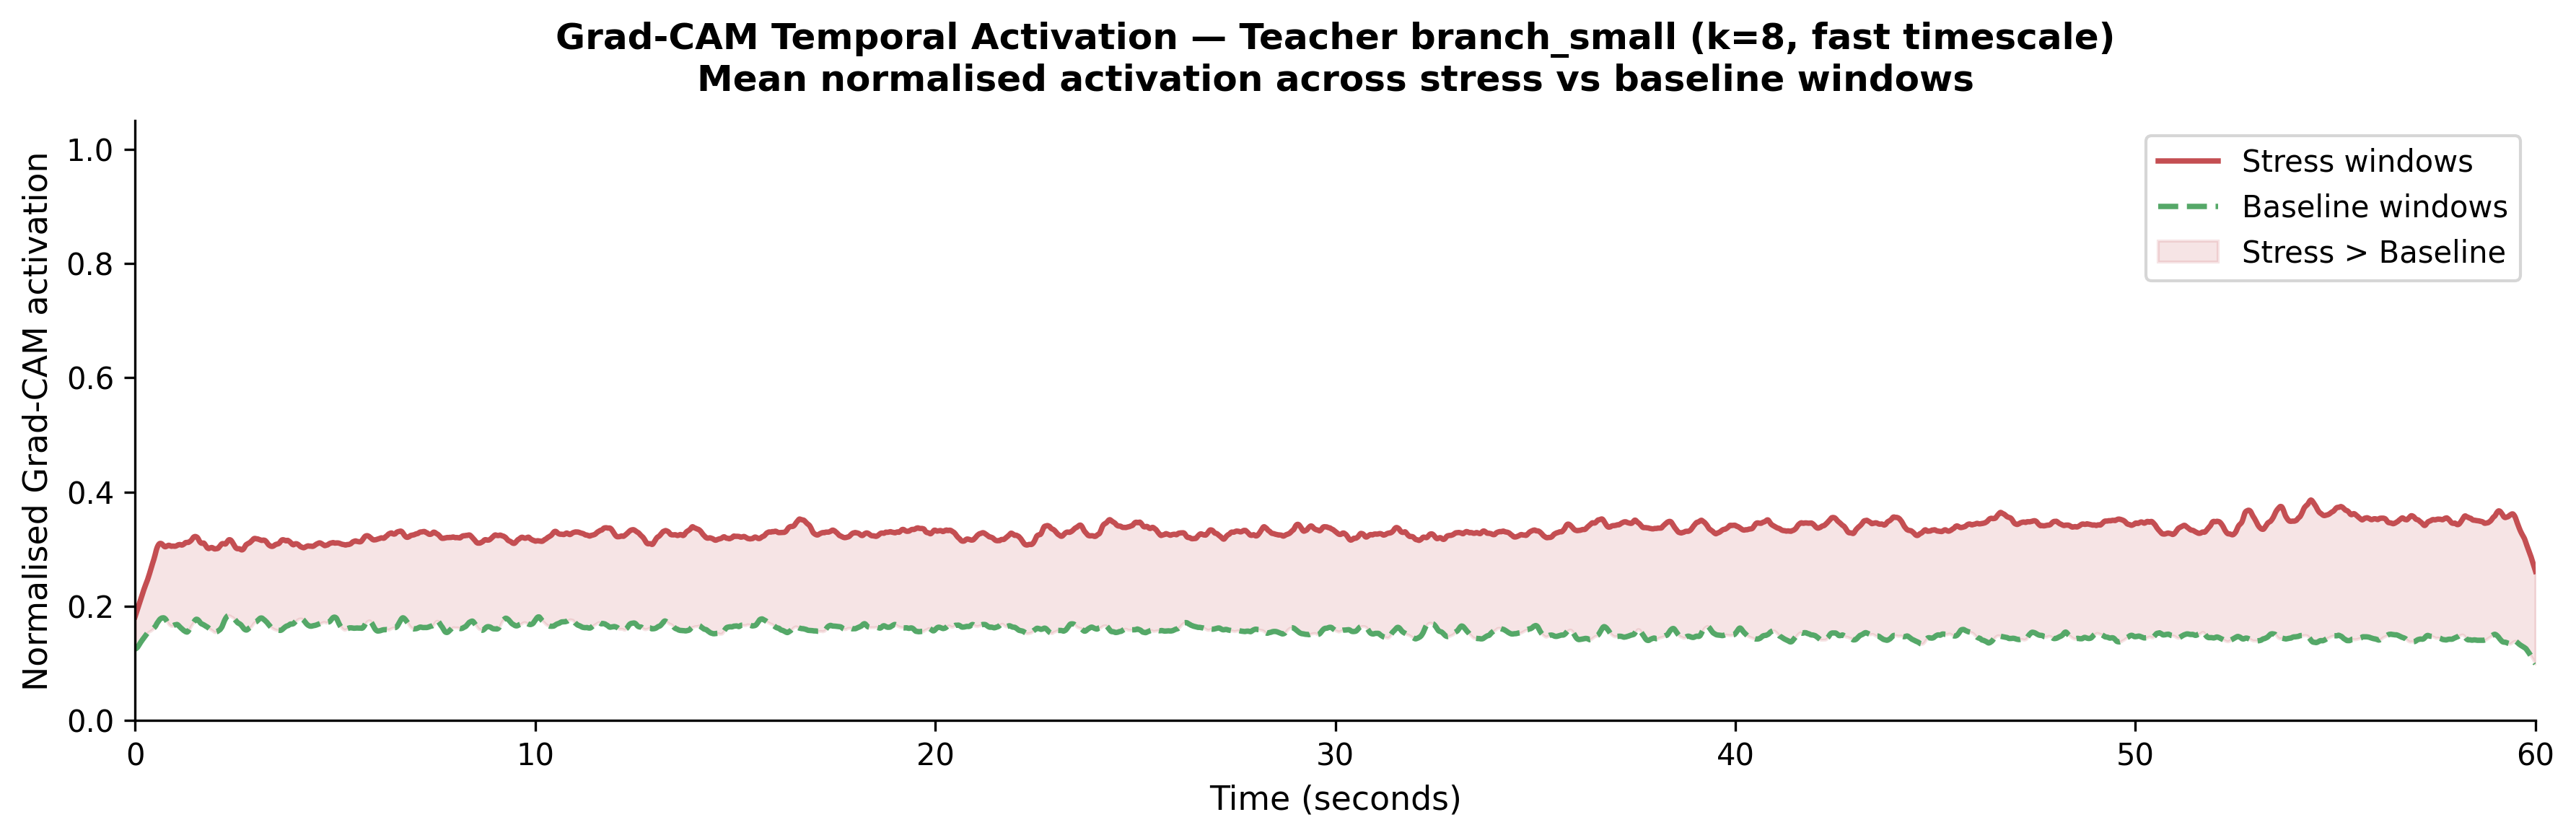 Grad-CAM Temporal Activation — Teacher branch_small (k=8, fast timescale)
Mean normalised activation across stress vs baseline windows
Normalised Grad-CAM activation
1.0
0.8
0.6
0.4
0.2
0.0
Stress windows
Baseline windows
Stress > Baseline
0 10 20 30 40 50 60
Time (seconds)